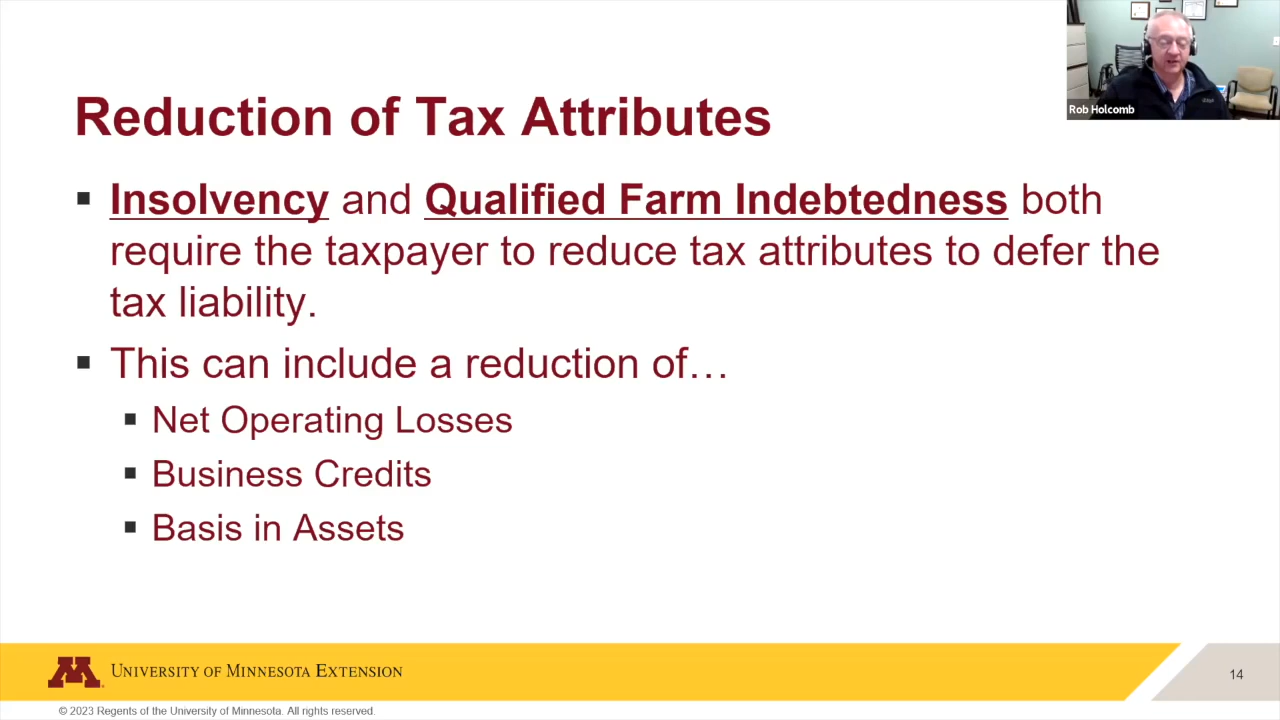 Rob Holcomb
Reduction of Tax Attributes
▪ Insolvency and Qualified Farm Indebtedness both
require the taxpayer to reduce tax attributes to defer the
tax liability.
▪ This can include a reduction of…
▪ Net Operating Losses
▪ Business Credits
▪ Basis in Assets
M UNIVERSITY OF MINNESOTA EXTENSION
14
© 2023 Regents of the University of Minnesota. All rights reserved.